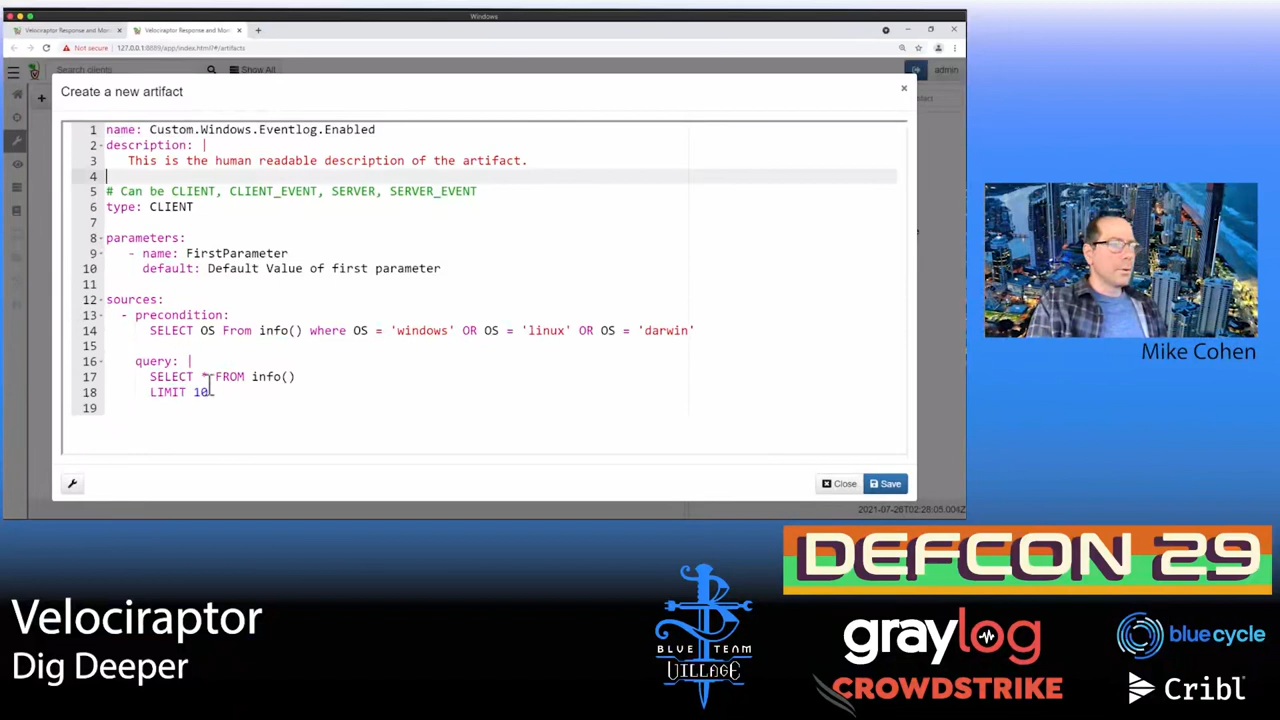 Windows
Velociraptor Response and Mon
Velociraptor Response and Mon
Not secure
127.0.0.1:8889/app/index.html?#/artifacts
Search clients
Show All
admin
Create a new artifact
1 name: Custom.Windows.Eventlog.Enabled
2 description: |
3 This is the human readable description of the artifact.
4
5 # Can be CLIENT, CLIENT_EVENT, SERVER, SERVER_EVENT
6 type: CLIENT
7
8 parameters:
9 - name: FirstParameter
10 default: Default Value of first parameter
11
12 sources:
13 - precondition:
14 SELECT OS From info() where OS = 'windows' OR OS = 'linux' OR OS = 'darwin'
15
16 query: |
17 SELECT * FROM info()
18 LIMIT 10
19
Close
Save
2021-07-26T02:28:05.004Z
Mike Cohen
DEFCON 29
Velociraptor
Dig Deeper
BLUE TEAM
VILLAGE
graylog
CROWDSTRIKE
bluecycle
Cribl